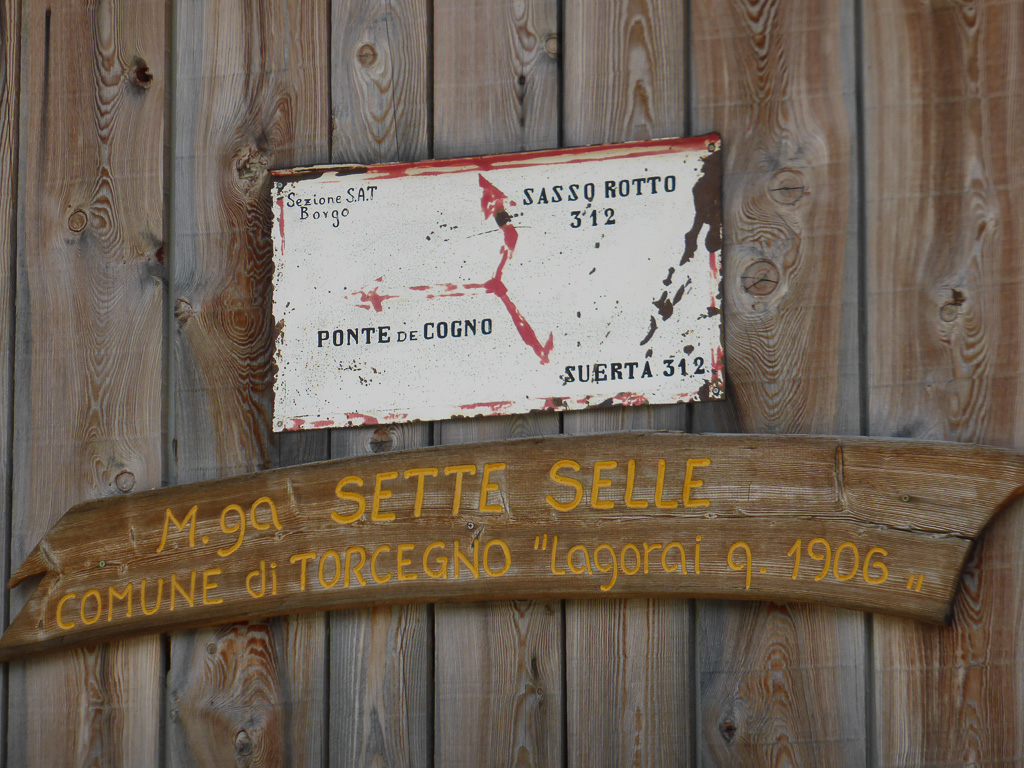 Sezione S.A.T
Borgo
SASSO ROTTO
312
PONTE DE COGNO
SUERTA 312
M.ga SETTE SELLE
COMUNE di TORCEGNO "Lagorai q. 1906 "